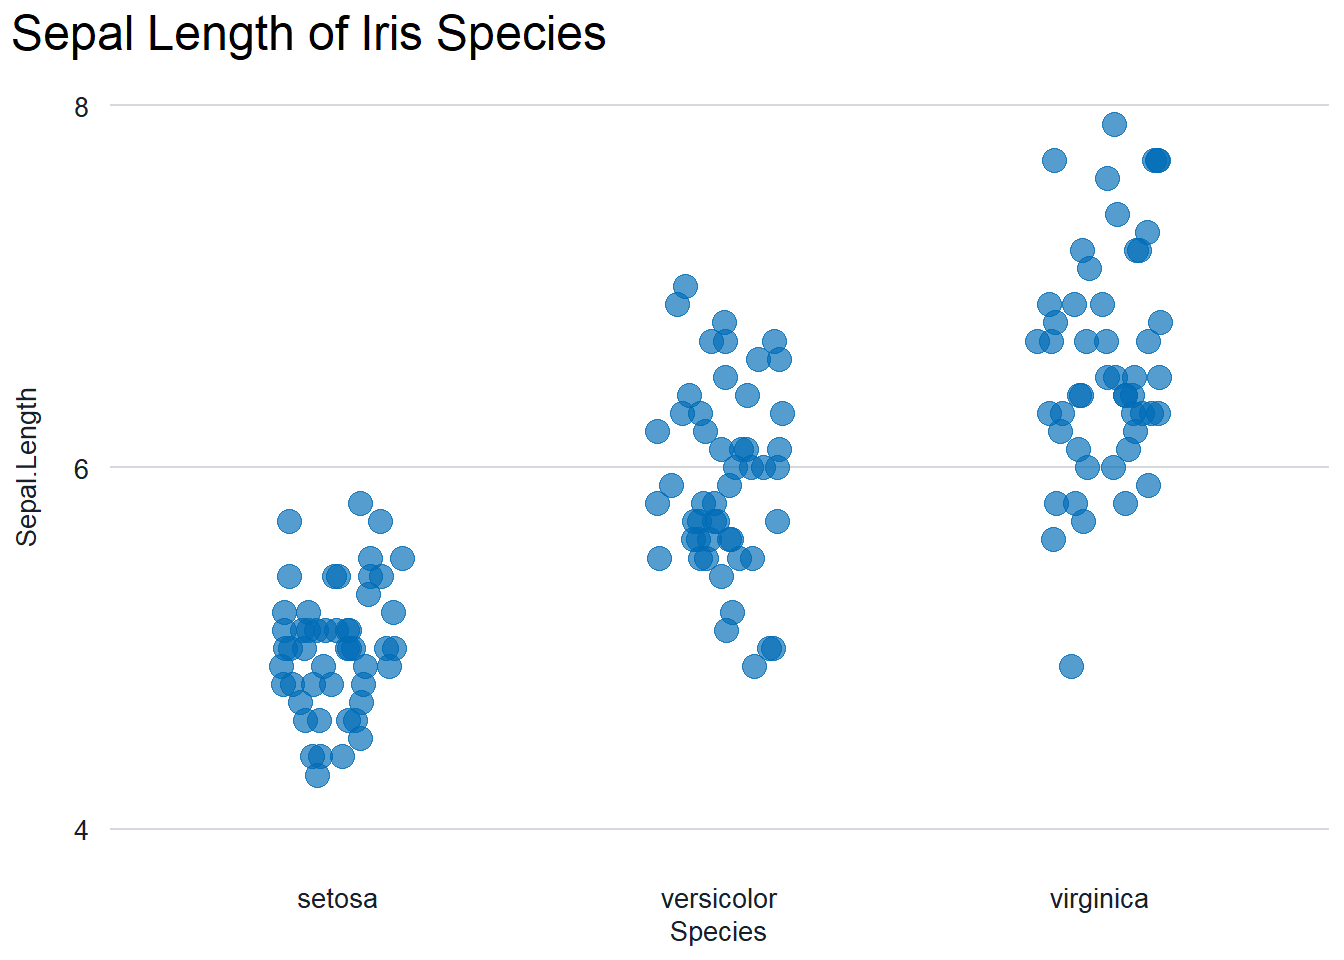 Sepal Length of Iris Species
8
6
4
Sepal.Length
setosa versicolor virginica
Species